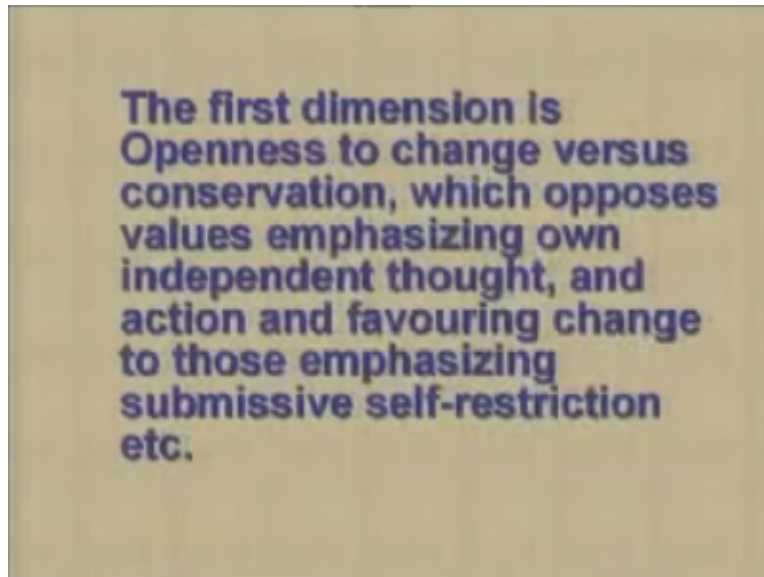 The first dimension is
Openness to change versus
conservation, which opposes
values emphasizing own
independent thought, and
action and favouring change
to those emphasizing
submissive self-restriction
etc.